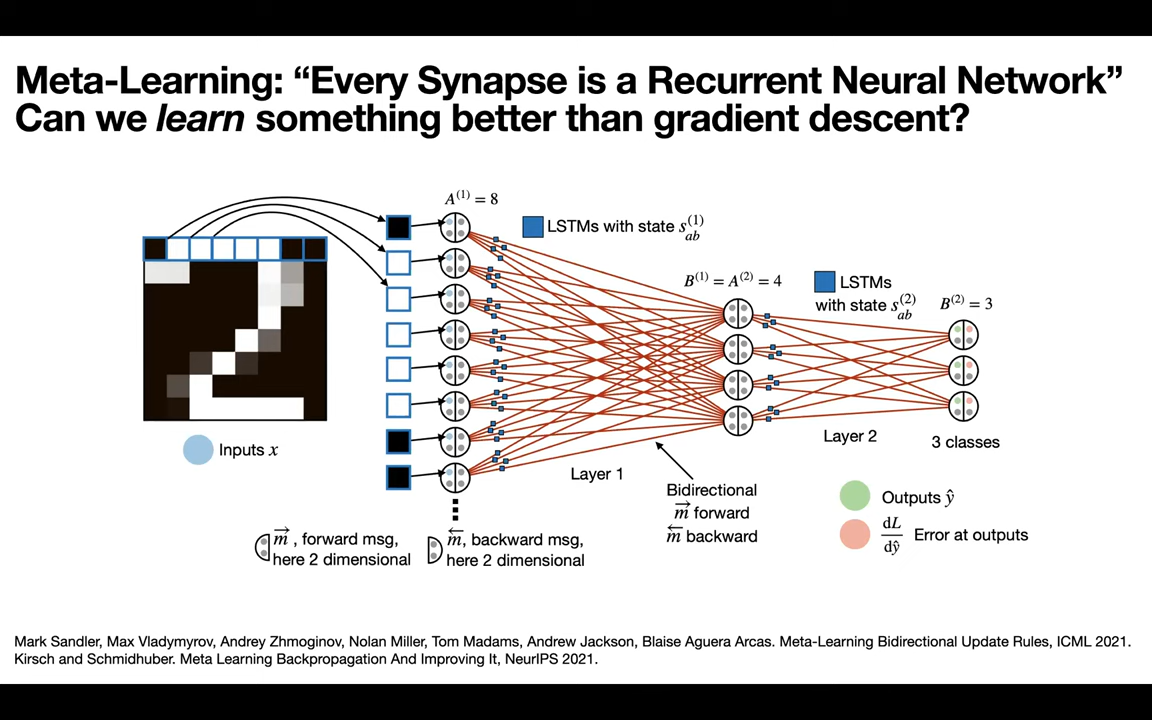 Meta-Learning: “Every Synapse is a Recurrent Neural Network”
Can we learn something better than gradient descent?
A⁽¹⁾ = 8
LSTMs with state s_ab⁽¹⁾
B⁽¹⁾ = A⁽²⁾ = 4
LSTMs
with state s_ab⁽²⁾
B⁽²⁾ = 3
Inputs x
Layer 1
Layer 2
3 classes
Bidirectional
m⃗ forward
m⃖ backward
Outputs ŷ
dL
dŷ
Error at outputs
m⃗ , forward msg,
here 2 dimensional
m⃖, backward msg,
here 2 dimensional
Mark Sandler, Max Vladymyrov, Andrey Zhmoginov, Nolan Miller, Tom Madams, Andrew Jackson, Blaise Aguera Arcas. Meta-Learning Bidirectional Update Rules, ICML 2021.
Kirsch and Schmidhuber. Meta Learning Backpropagation And Improving It, NeurIPS 2021.